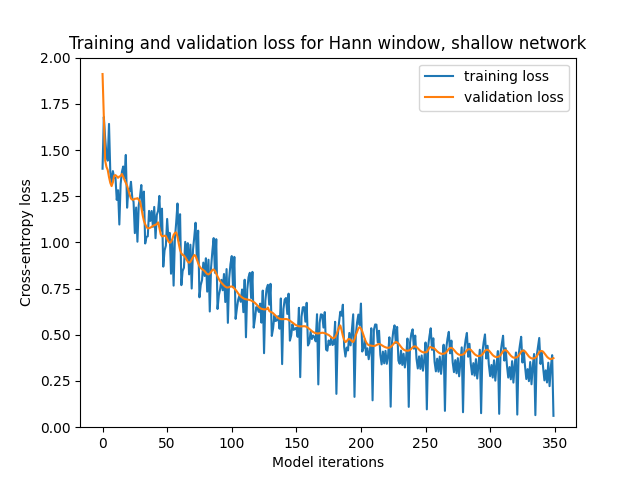 Training and validation loss for Hann window, shallow network
training loss
validation loss
Cross-entropy loss
2.00
1.75
1.50
1.25
1.00
0.75
0.50
0.25
0.00
0 50 100 150 200 250 300 350
Model iterations